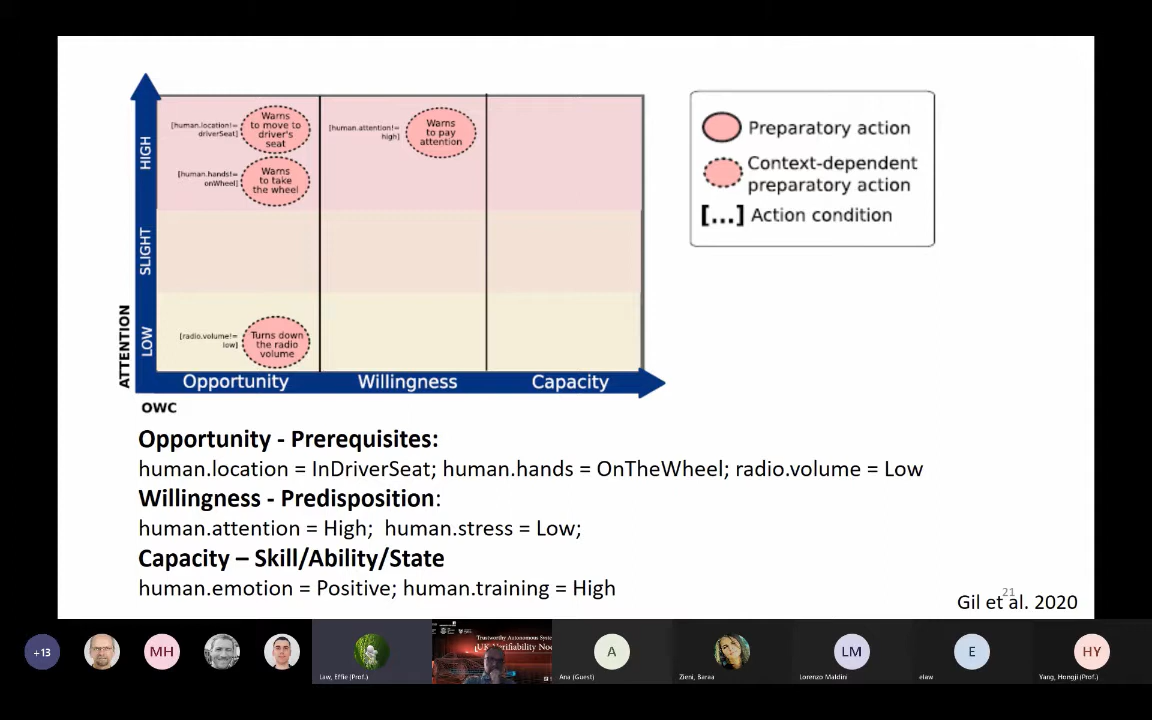 HIGH
SLIGHT
LOW
ATTENTION
[human.location!=
driverSeat]
Warns
to move to
driver's
seat
[human.hands!=
onWheel]
Warns
to take
the wheel
[human.attention!=
high]
Warns
to pay
attention
[radio.volume!=
low]
Turns down
the radio
volume
Opportunity
Willingness
Capacity
OWC
Preparatory action
Context-dependent
preparatory action
[...] Action condition
Opportunity - Prerequisites:
human.location = InDriverSeat; human.hands = OnTheWheel; radio.volume = Low
Willingness - Predisposition:
human.attention = High; human.stress = Low;
Capacity – Skill/Ability/State
human.emotion = Positive; human.training = High
21
Gil et al. 2020
+13
MH
Law, Effie (Prof.)
Trustworthy Autonomous Syste
A
Ana (Guest)
Zieni, Baraa
LM
Lorenzo Maldini
E
elaw
HY
Yang, Hongji (Prof.)